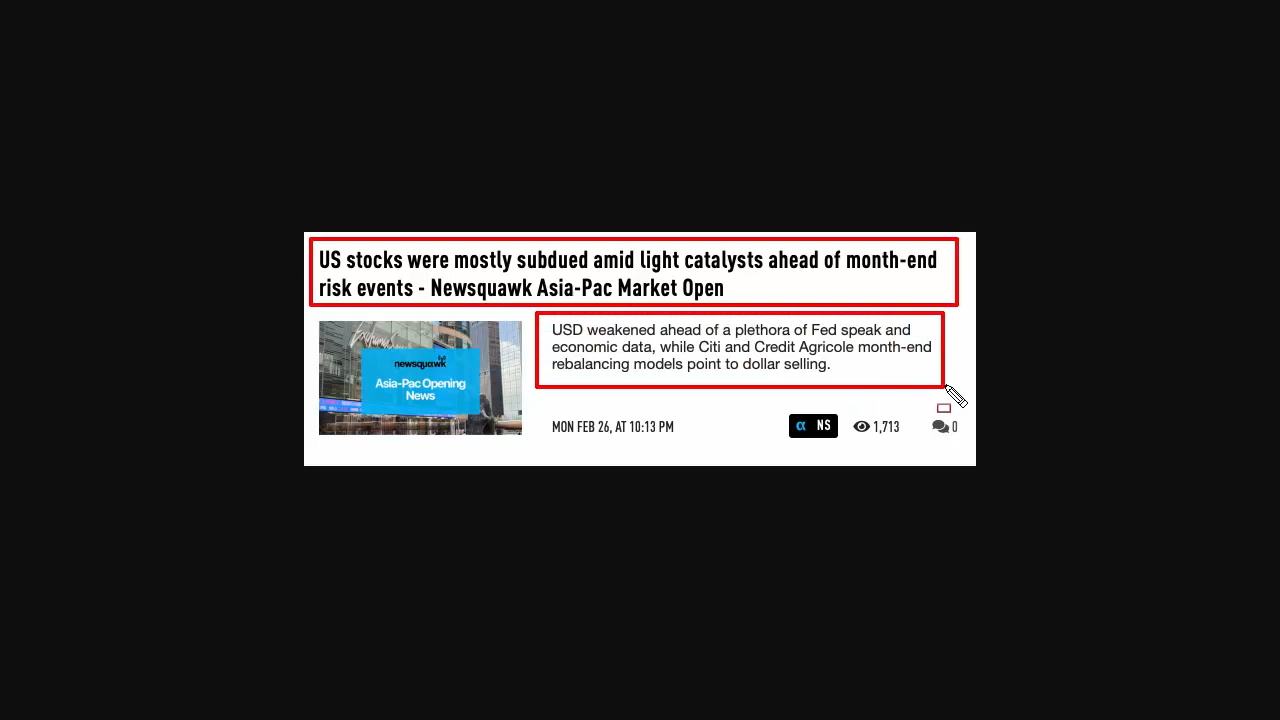 US stocks were mostly subdued amid light catalysts ahead of month-end
risk events - Newsquawk Asia-Pac Market Open
USD weakened ahead of a plethora of Fed speak and
economic data, while Citi and Credit Agricole month-end
rebalancing models point to dollar selling.
newsquawk
Asia-Pac Opening
News
MON FEB 26, AT 10:13 PM
α NS
1,713
0